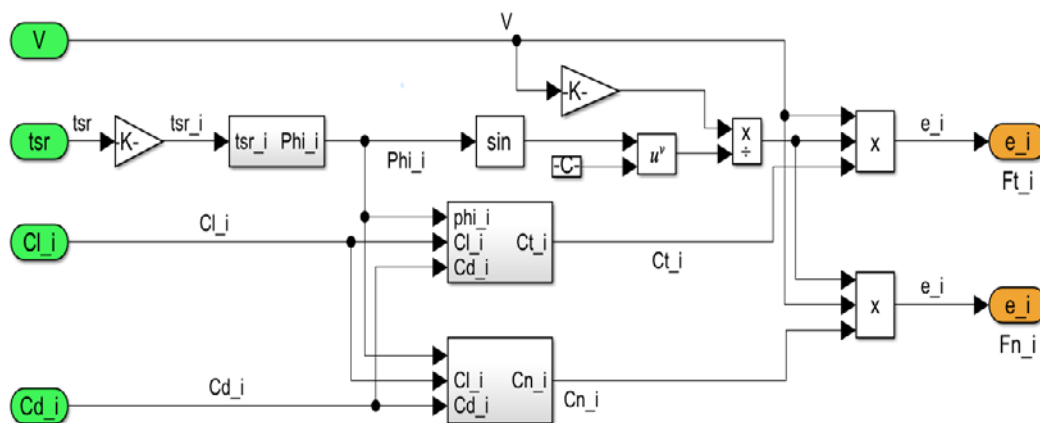 V
V
-K-
tsr
tsr
-K-
tsr_i
tsr_i Phi_i
Phi_i
sin
-C-
u^v
x
÷
x
e_i
e_i
Ft_i
Cl_i
Cl_i
phi_i
Cl_i
Cd_i
Ct_i
Ct_i
x
e_i
e_i
Fn_i
Cd_i
Cd_i
Cl_i
Cd_i
Cn_i
Cn_i